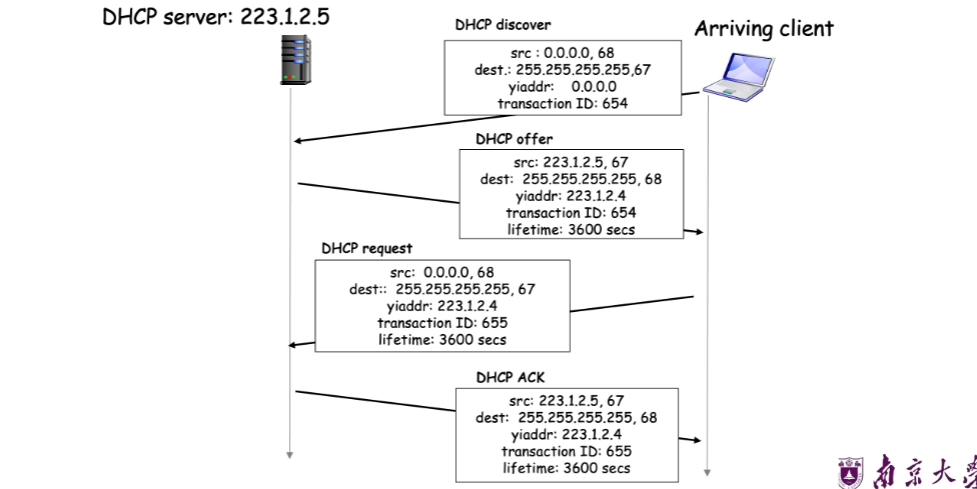 DHCP server: 223.1.2.5
Arriving client
DHCP discover
src : 0.0.0.0, 68
dest.: 255.255.255.255,67
yiaddr: 0.0.0.0
transaction ID: 654
DHCP offer
src: 223.1.2.5, 67
dest: 255.255.255.255, 68
yiaddr: 223.1.2.4
transaction ID: 654
lifetime: 3600 secs
DHCP request
src: 0.0.0.0, 68
dest:: 255.255.255.255, 67
yiaddr: 223.1.2.4
transaction ID: 655
lifetime: 3600 secs
DHCP ACK
src: 223.1.2.5, 67
dest: 255.255.255.255, 68
yiaddr: 223.1.2.4
transaction ID: 655
lifetime: 3600 secs
南京大学